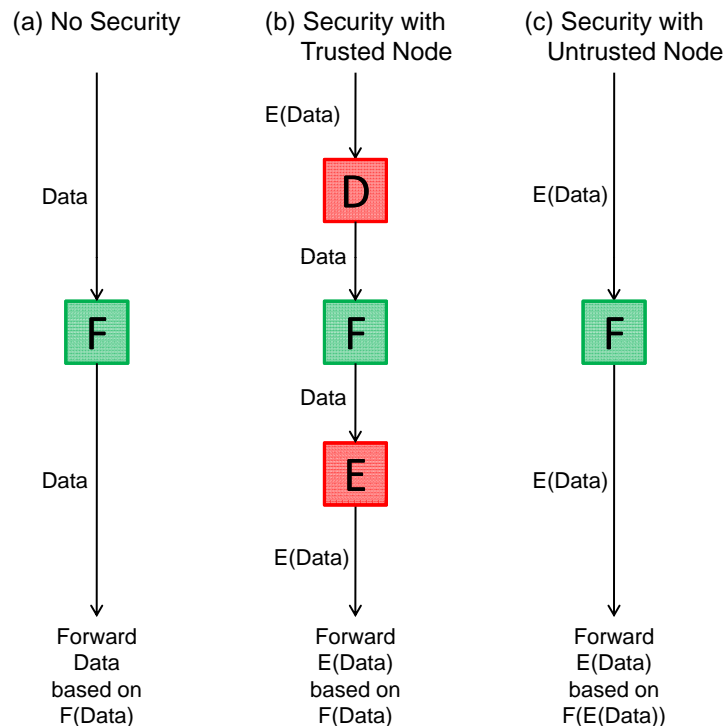 (a) No Security
Data
F
Data
Forward
Data
based on
F(Data)
(b) Security with
Trusted Node
E(Data)
D
Data
F
Data
E
E(Data)
Forward
E(Data)
based on
F(Data)
(c) Security with
Untrusted Node
E(Data)
F
E(Data)
Forward
E(Data)
based on
F(E(Data))